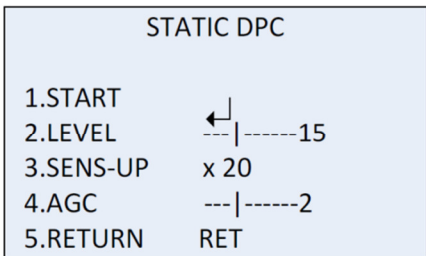 STATIC DPC
1.START ↵
2.LEVEL ---|------15
3.SENS-UP x 20
4.AGC ---|------2
5.RETURN RET